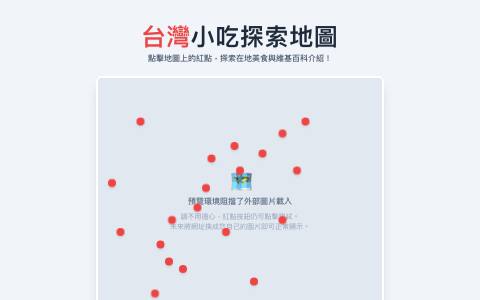 台灣小吃探索地圖
點擊地圖上的紅點，探索在地美食與維基百科介紹！
預覽環境阻擋了外部圖片載入
請不用擔心，紅點按鈕仍可點擊測試。
未來將網址換成您自己的圖片即可正常顯示。